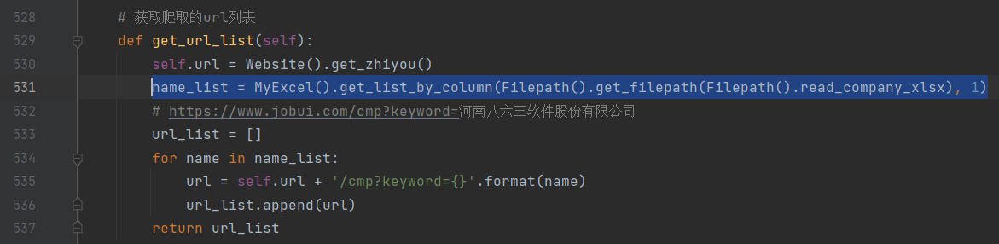 528 # 获取爬取的url列表
529 def get_url_list(self):
530 self.url = Website().get_zhiyou()
531 name_list = MyExcel().get_list_by_column(Filepath().get_filepath(Filepath().read_company_xlsx), 1)
532 # https://www.jobui.com/cmp?keyword=河南八六三软件股份有限公司
533 url_list = []
534 for name in name_list:
535 url = self.url + '/cmp?keyword={}'.format(name)
536 url_list.append(url)
537 return url_list